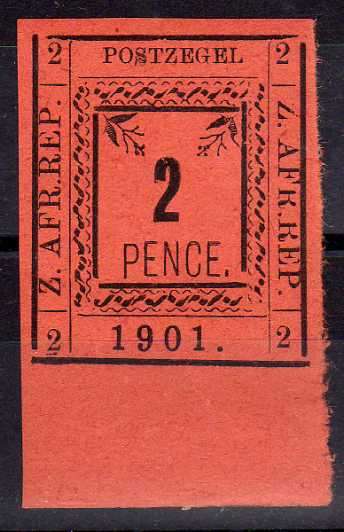 2 POSTZEGEL 2
Z. AFR. REP.
2
PENCE.
Z. AFR. REP.
2 1901. 2